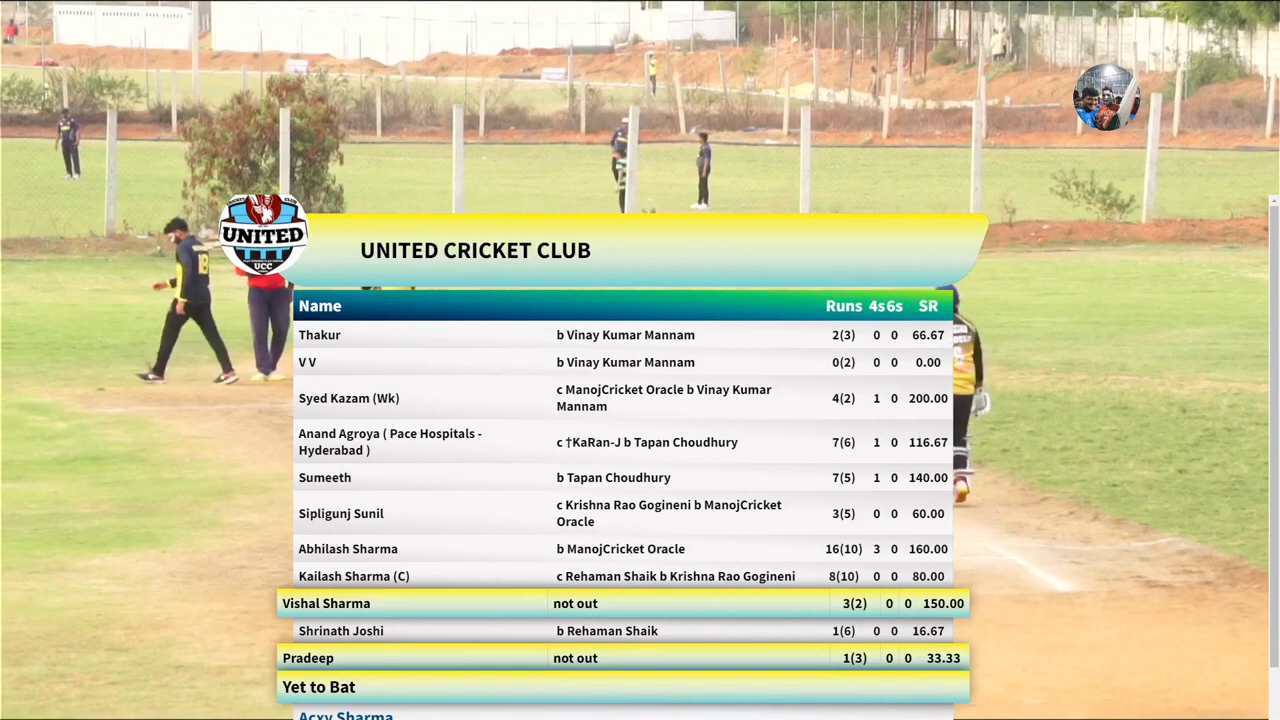 CRICKET CLUB
UNITED
UCC
UNITED CRICKET CLUB
Name Runs 4s 6s SR
Thakur b Vinay Kumar Mannam 2(3) 0 0 66.67
V V b Vinay Kumar Mannam 0(2) 0 0 0.00
Syed Kazam (Wk) c ManojCricket Oracle b Vinay Kumar Mannam 4(2) 1 0 200.00
Anand Agroya ( Pace Hospitals - Hyderabad ) c †KaRan-J b Tapan Choudhury 7(6) 1 0 116.67
Sumeeth b Tapan Choudhury 7(5) 1 0 140.00
Sipligunj Sunil c Krishna Rao Gogineni b ManojCricket Oracle 3(5) 0 0 60.00
Abhilash Sharma b ManojCricket Oracle 16(10) 3 0 160.00
Kailash Sharma (C) c Rehaman Shaik b Krishna Rao Gogineni 8(10) 0 0 80.00
Vishal Sharma not out 3(2) 0 0 150.00
Shrinath Joshi b Rehaman Shaik 1(6) 0 0 16.67
Pradeep not out 1(3) 0 0 33.33
Yet to Bat
Acxy Sharma
18